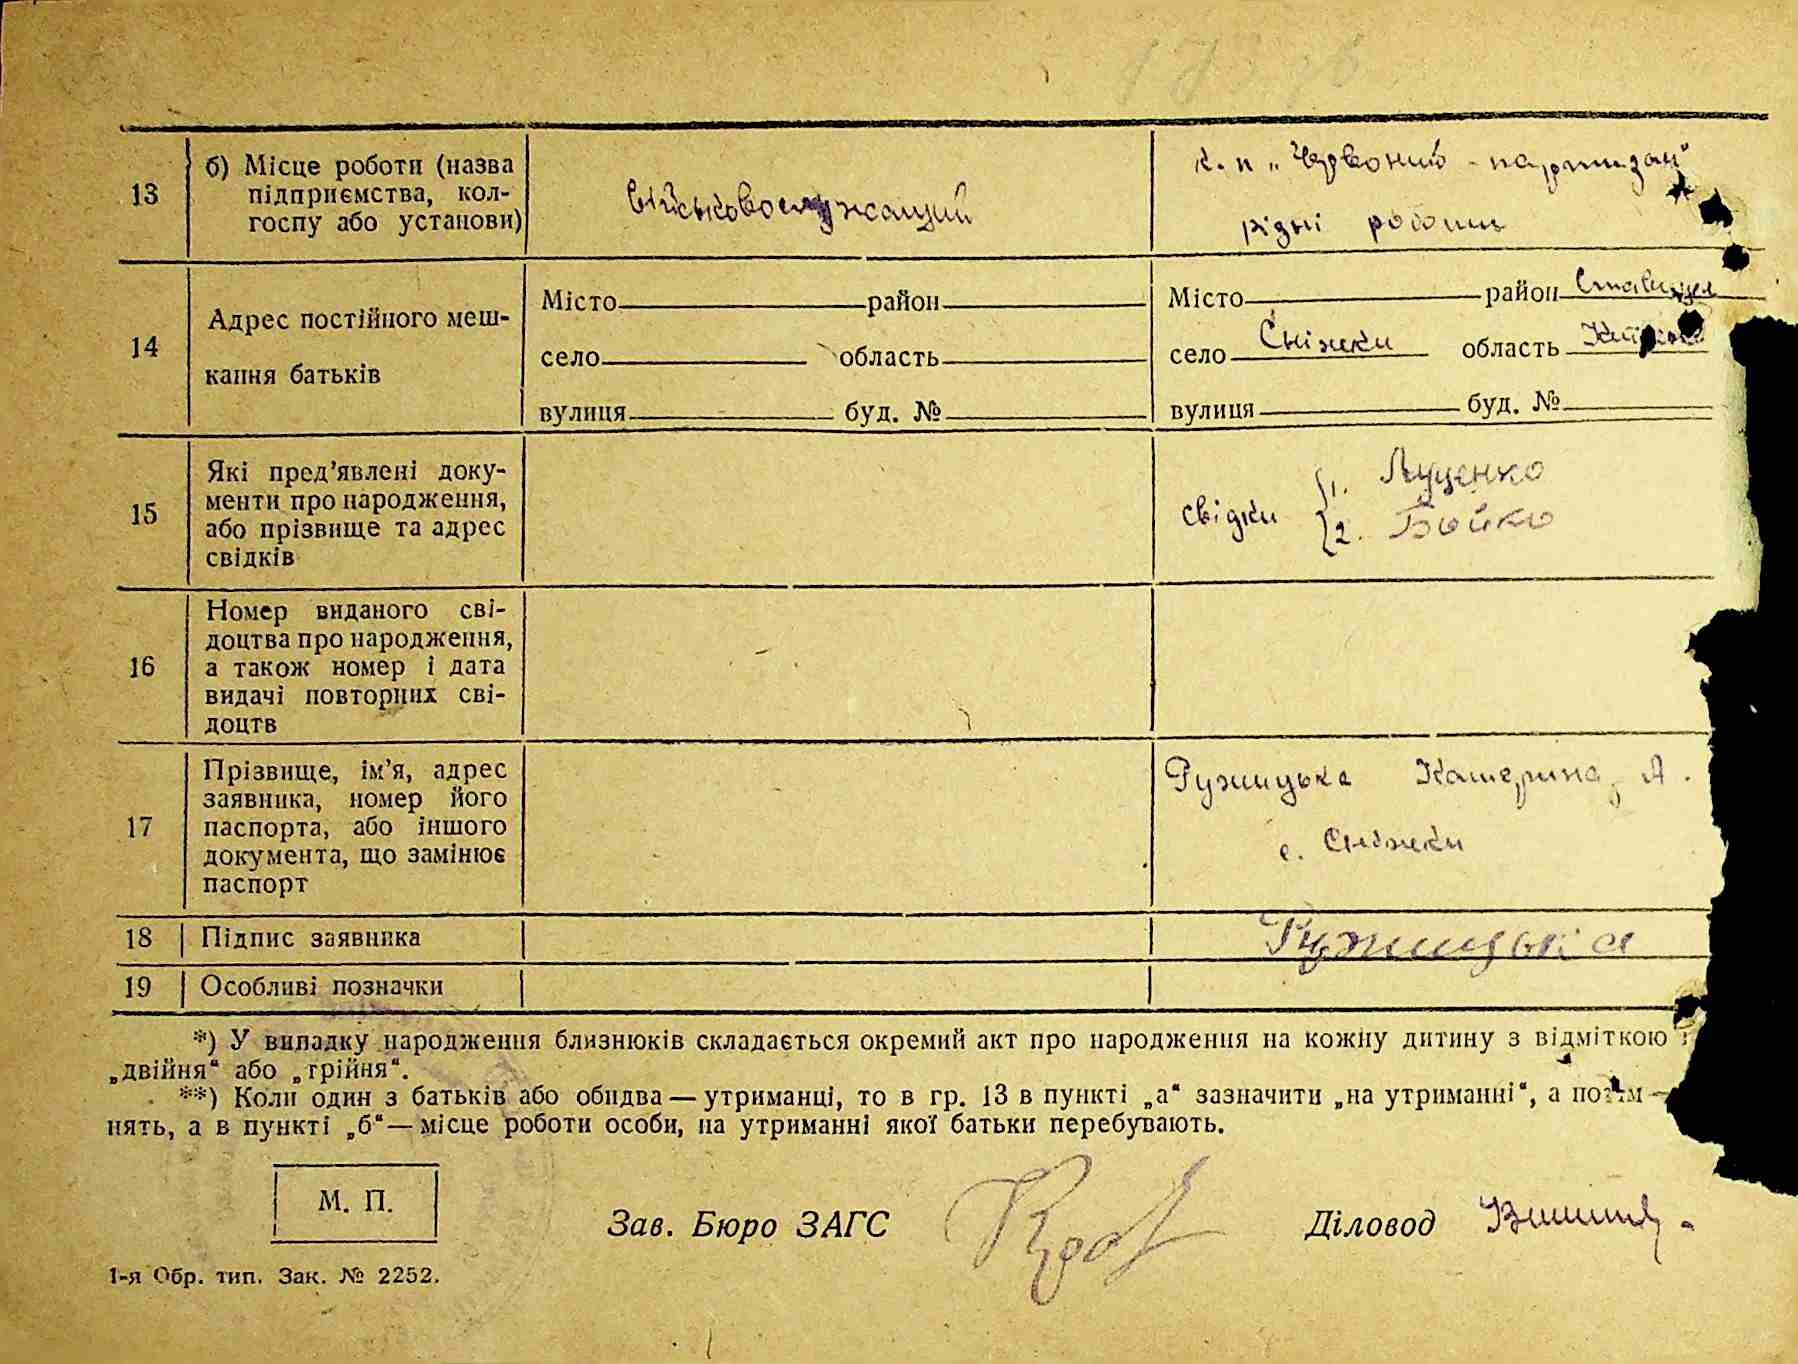 13
б) Місце роботи (назва
підприємства, кол-
госпу або установи)
військовослужащий
к. п „Червоний - партизан“
різні роботи
14
Адрес постійного меш-
кання батьків
Місто район
село область
вулиця буд. №
Місто район Ставище
село Сніжки область Київська
вулиця буд. №
15
Які пред’явлені доку-
менти про народження,
або прізвище та адрес
свідків
свідки 1. Луценко
2. Бойко
16
Номер виданого сві-
доцтва про народження,
а також номер і дата
видачі повторних сві-
доцтв
17
Прізвище, ім’я, адрес
заявника, номер його
паспорта, або іншого
документа, що замінює
паспорт
Ружицька Катерина А.
с. Сніжки
18 Підпис заявника
Ружицька
19 Особливі позначки
*) У випадку народження близнюків складається окремий акт про народження на кожну дитину з відміткою
„двійня“ або „трійня“.
**) Коли один з батьків або обидва — утриманці, то в гр. 13 в пункті „а“ зазначити „на утриманні“, а потім —
нять, а в пункті „б“ — місце роботи особи, на утриманні якої батьки перебувають.
М. П.
Зав. Бюро ЗАГС
Діловод
1-я Обр. тип. Зак. № 2252.